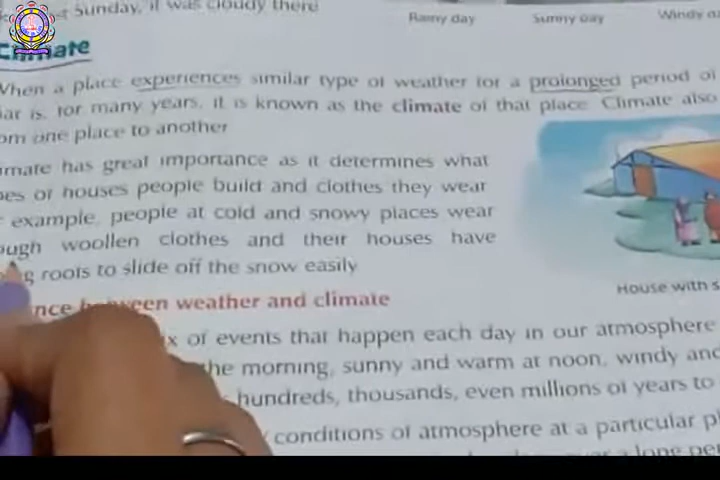 st Sunday, it was cloudy there
Rainy day Sunny day Windy
Climate
When a place experiences similar type of weather for a prolonged period of
is, for many years, it is known as the climate of that place. Climate also
one place to another
has great importance as it determines what
of houses people build and clothes they wear
example, people at cold and snowy places wear
woollen clothes and their houses have
roofs to slide off the snow easily
House with
between weather and climate
of events that happen each day in our atmosphere
the morning, sunny and warm at noon, windy and
hundreds, thousands, even millions of years to
conditions of atmosphere at a particular
over a long